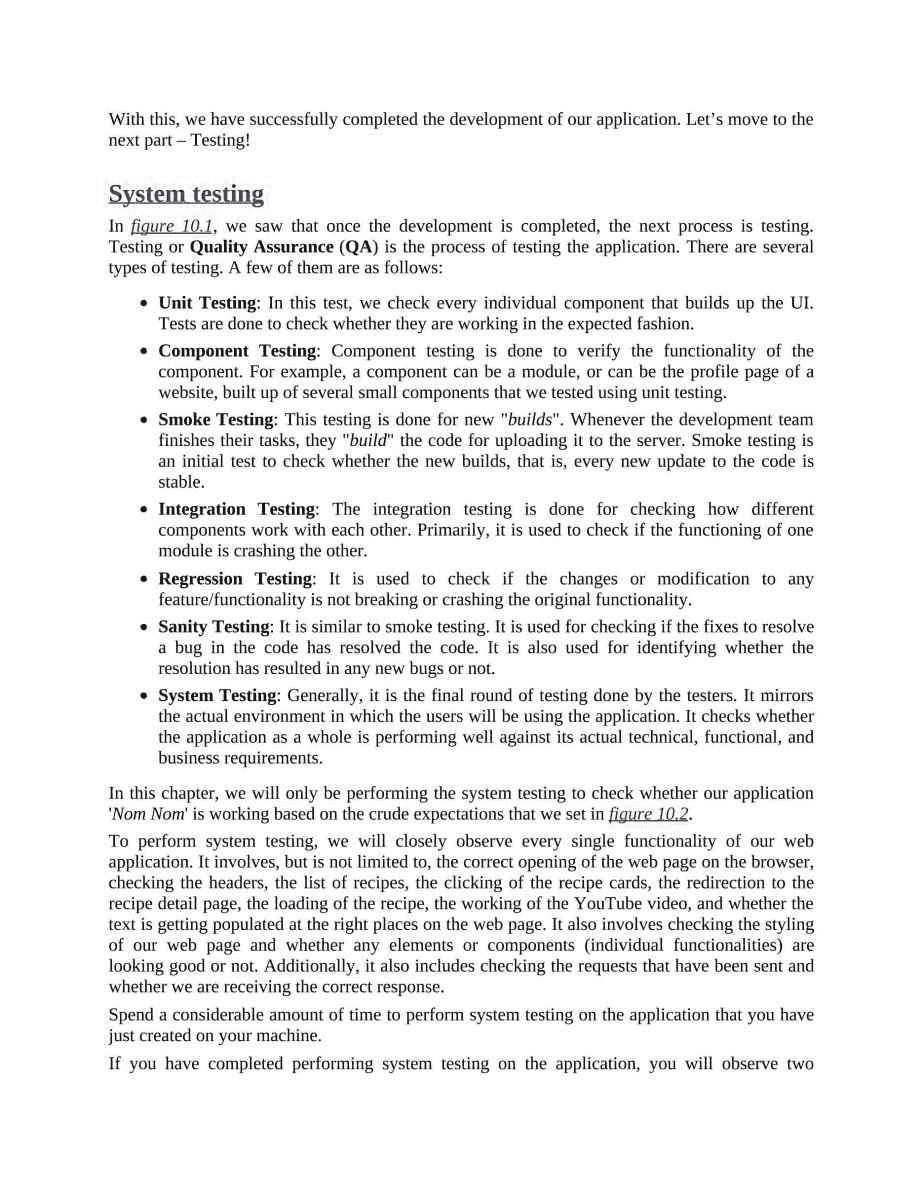 With this, we have successfully completed the development of our application. Let’s move to the
next part – Testing!
System testing
In figure 10.1, we saw that once the development is completed, the next process is testing.
Testing or Quality Assurance (QA) is the process of testing the application. There are several
types of testing. A few of them are as follows:
• Unit Testing: In this test, we check every individual component that builds up the UI.
Tests are done to check whether they are working in the expected fashion.
• Component Testing: Component testing is done to verify the functionality of the
component. For example, a component can be a module, or can be the profile page of a
website, built up of several small components that we tested using unit testing.
• Smoke Testing: This testing is done for new "builds". Whenever the development team
finishes their tasks, they "build" the code for uploading it to the server. Smoke testing is
an initial test to check whether the new builds, that is, every new update to the code is
stable.
• Integration Testing: The integration testing is done for checking how different
components work with each other. Primarily, it is used to check if the functioning of one
module is crashing the other.
• Regression Testing: It is used to check if the changes or modification to any
feature/functionality is not breaking or crashing the original functionality.
• Sanity Testing: It is similar to smoke testing. It is used for checking if the fixes to resolve
a bug in the code has resolved the code. It is also used for identifying whether the
resolution has resulted in any new bugs or not.
• System Testing: Generally, it is the final round of testing done by the testers. It mirrors
the actual environment in which the users will be using the application. It checks whether
the application as a whole is performing well against its actual technical, functional, and
business requirements.
In this chapter, we will only be performing the system testing to check whether our application
'Nom Nom' is working based on the crude expectations that we set in figure 10.2.
To perform system testing, we will closely observe every single functionality of our web
application. It involves, but is not limited to, the correct opening of the web page on the browser,
checking the headers, the list of recipes, the clicking of the recipe cards, the redirection to the
recipe detail page, the loading of the recipe, the working of the YouTube video, and whether the
text is getting populated at the right places on the web page. It also involves checking the styling
of our web page and whether any elements or components (individual functionalities) are
looking good or not. Additionally, it also includes checking the requests that have been sent and
whether we are receiving the correct response.
Spend a considerable amount of time to perform system testing on the application that you have
just created on your machine.
If you have completed performing system testing on the application, you will observe two